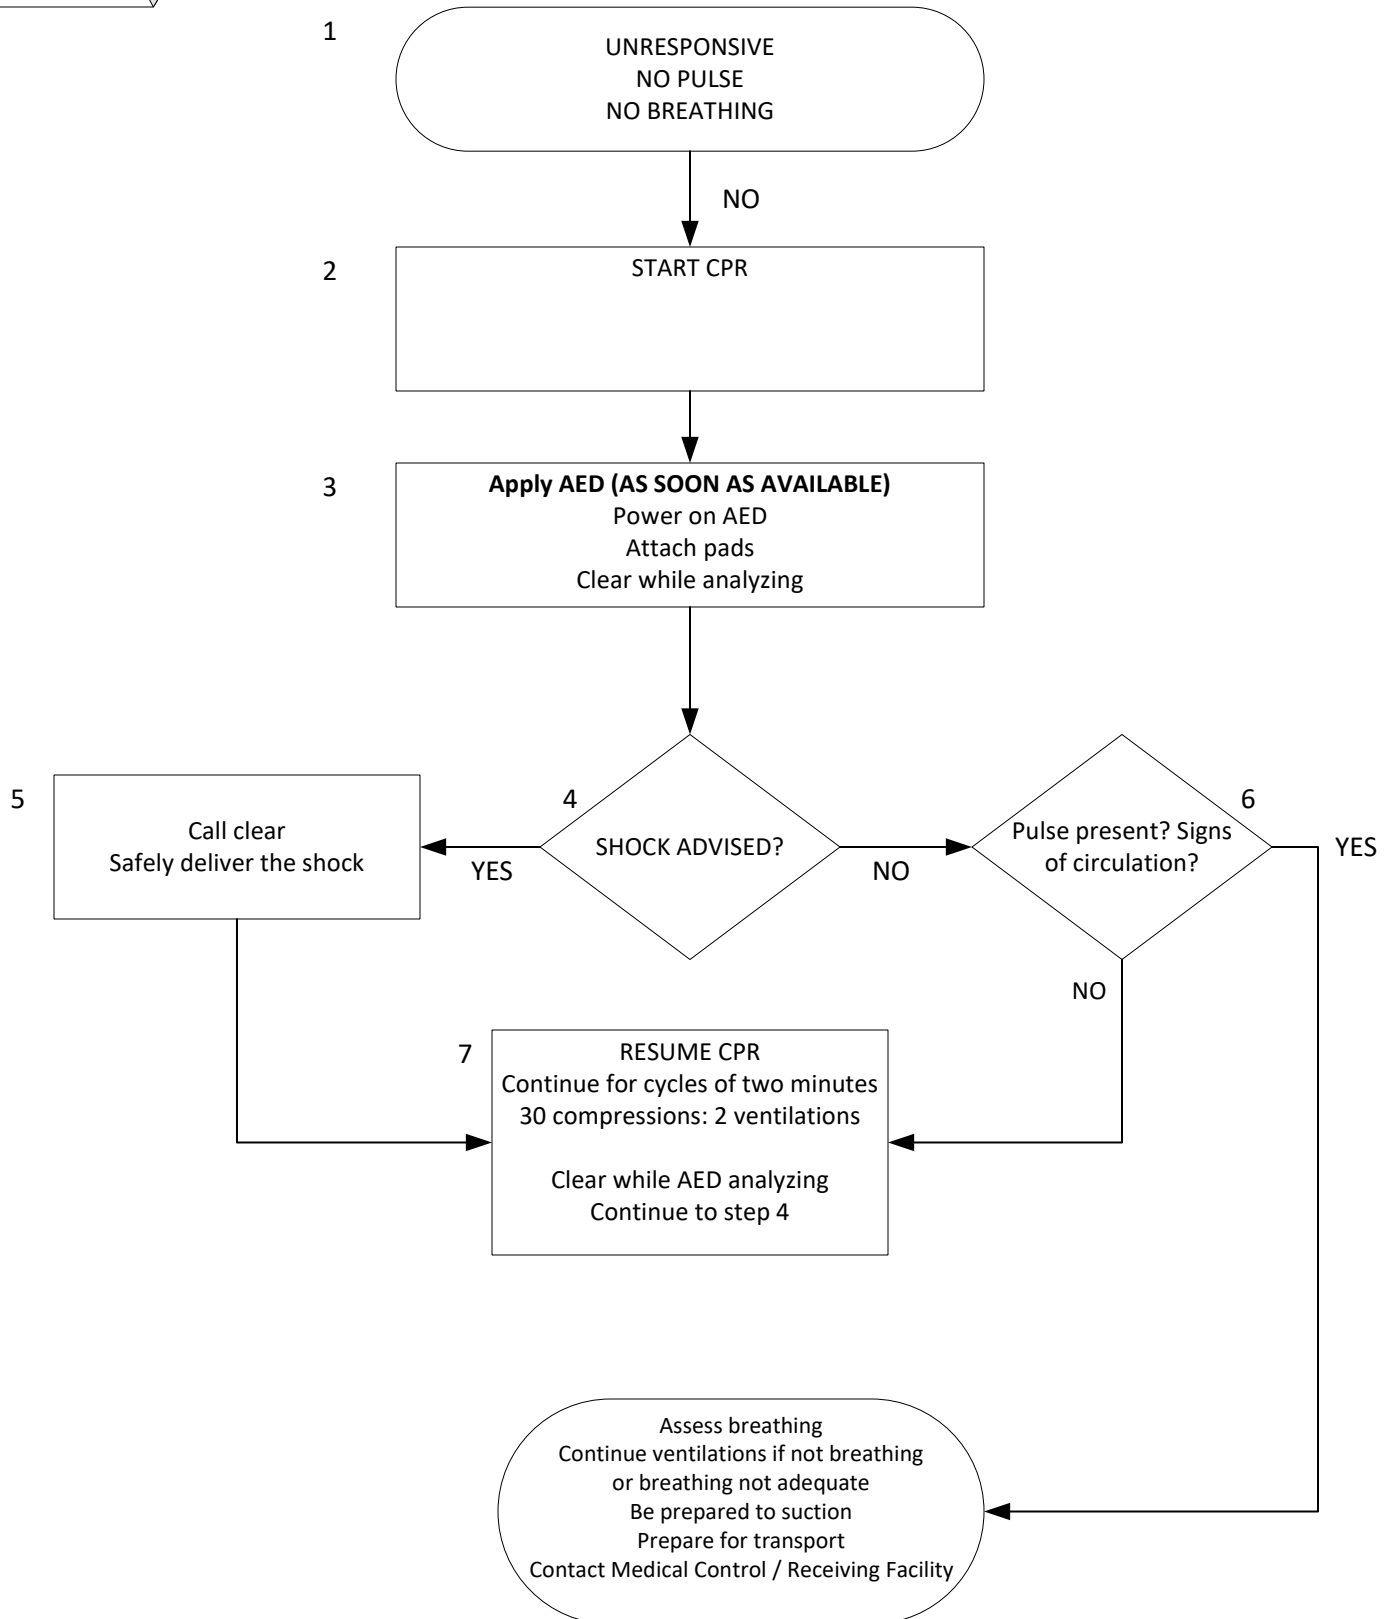 1
UNRESPONSIVE
NO PULSE
NO BREATHING
NO
2
START CPR
3
Apply AED (AS SOON AS AVAILABLE)
Power on AED
Attach pads
Clear while analyzing
5
Call clear
Safely deliver the shock
YES
4
SHOCK ADVISED?
NO
6
Pulse present? Signs
of circulation?
YES
NO
7
RESUME CPR
Continue for cycles of two minutes
30 compressions: 2 ventilations
Clear while AED analyzing
Continue to step 4
Assess breathing
Continue ventilations if not breathing
or breathing not adequate
Be prepared to suction
Prepare for transport
Contact Medical Control / Receiving Facility